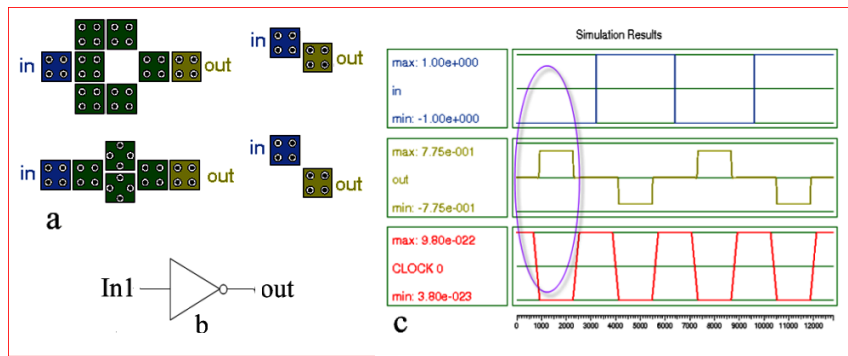 in
out
in
out
in
out
in
out
a
In1
out
b
Simulation Results
max: 1.00e+000
in
min: -1.00e+000
max: 7.75e-001
out
min: -7.75e-001
max: 9.80e-022
CLOCK 0
min: 3.80e-023
c
0 1000 2000 3000 4000 5000 6000 7000 8000 9000 10000 11000 12000